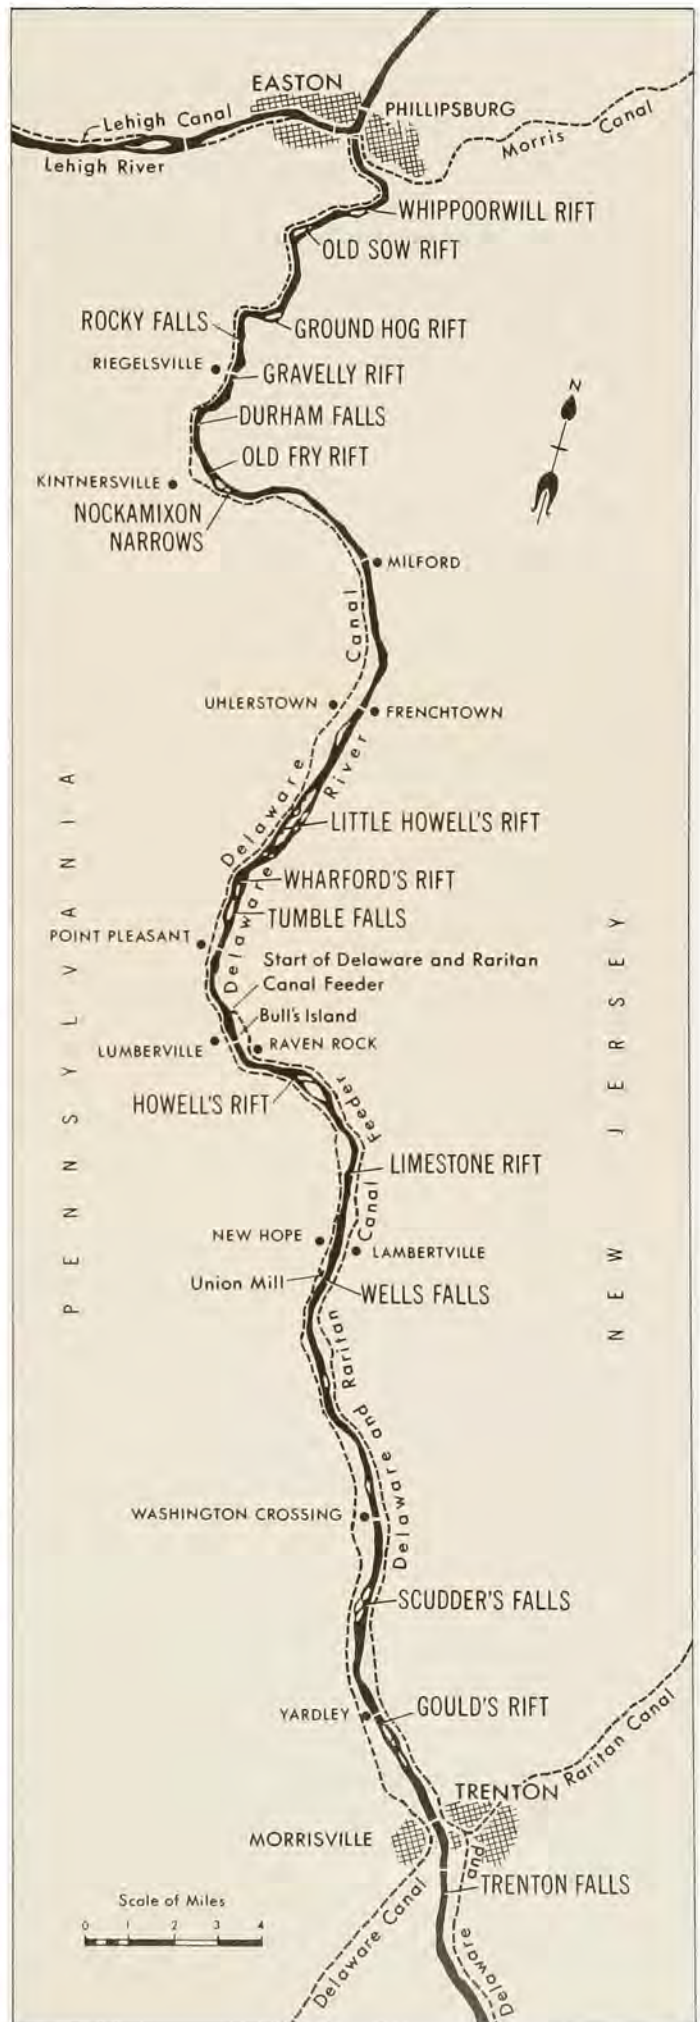 EASTON
PHILLIPSBURG
Lehigh Canal
Morris Canal
Lehigh River
WHIPPOORWILL RIFT
OLD SOW RIFT
ROCKY FALLS
GROUND HOG RIFT
RIEGELSVILLE
GRAVELLY RIFT
N
DURHAM FALLS
OLD FRY RIFT
KINTNERSVILLE
NOCKAMIXON
NARROWS
MILFORD
UHLERSTOWN
FRENCHTOWN
Delaware Canal
Delaware River
LITTLE HOWELL'S RIFT
WHARFORD'S RIFT
TUMBLE FALLS
POINT PLEASANT
Start of Delaware and Raritan
Canal Feeder
Bull's Island
LUMBERVILLE
RAVEN ROCK
HOWELL'S RIFT
PENNSYLVANIA
NEW JERSEY
LIMESTONE RIFT
NEW HOPE
LAMBERTVILLE
Union Mill
WELLS FALLS
Delaware and Raritan Canal Feeder
WASHINGTON CROSSING
SCUDDER'S FALLS
YARDLEY
GOULD'S RIFT
TRENTON
MORRISVILLE
Delaware and Raritan Canal
TRENTON FALLS
Delaware Canal
Scale of Miles
0 1 2 3 4